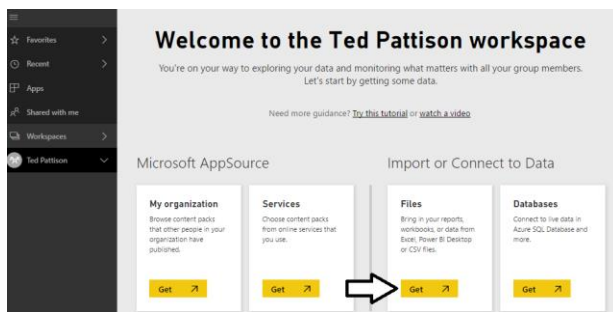 Favorites
Recent
Apps
Shared with me
Workspaces
Ted Pattison
Welcome to the Ted Pattison workspace
You're on your way to exploring your data and monitoring what matters with all your group members.
Let's start by getting some data.
Need more guidance? Try this tutorial or watch a video
Microsoft AppSource
Import or Connect to Data
My organization
Browse content packs
that other people in your
organization have
published.
Get
Services
Choose content packs
from online services that
you use.
Get
Files
Bring in your reports,
workbooks, or data from
Excel, Power BI Desktop
or CSV files.
Get
Databases
Connect to live data in
Azure SQL Database and
more.
Get